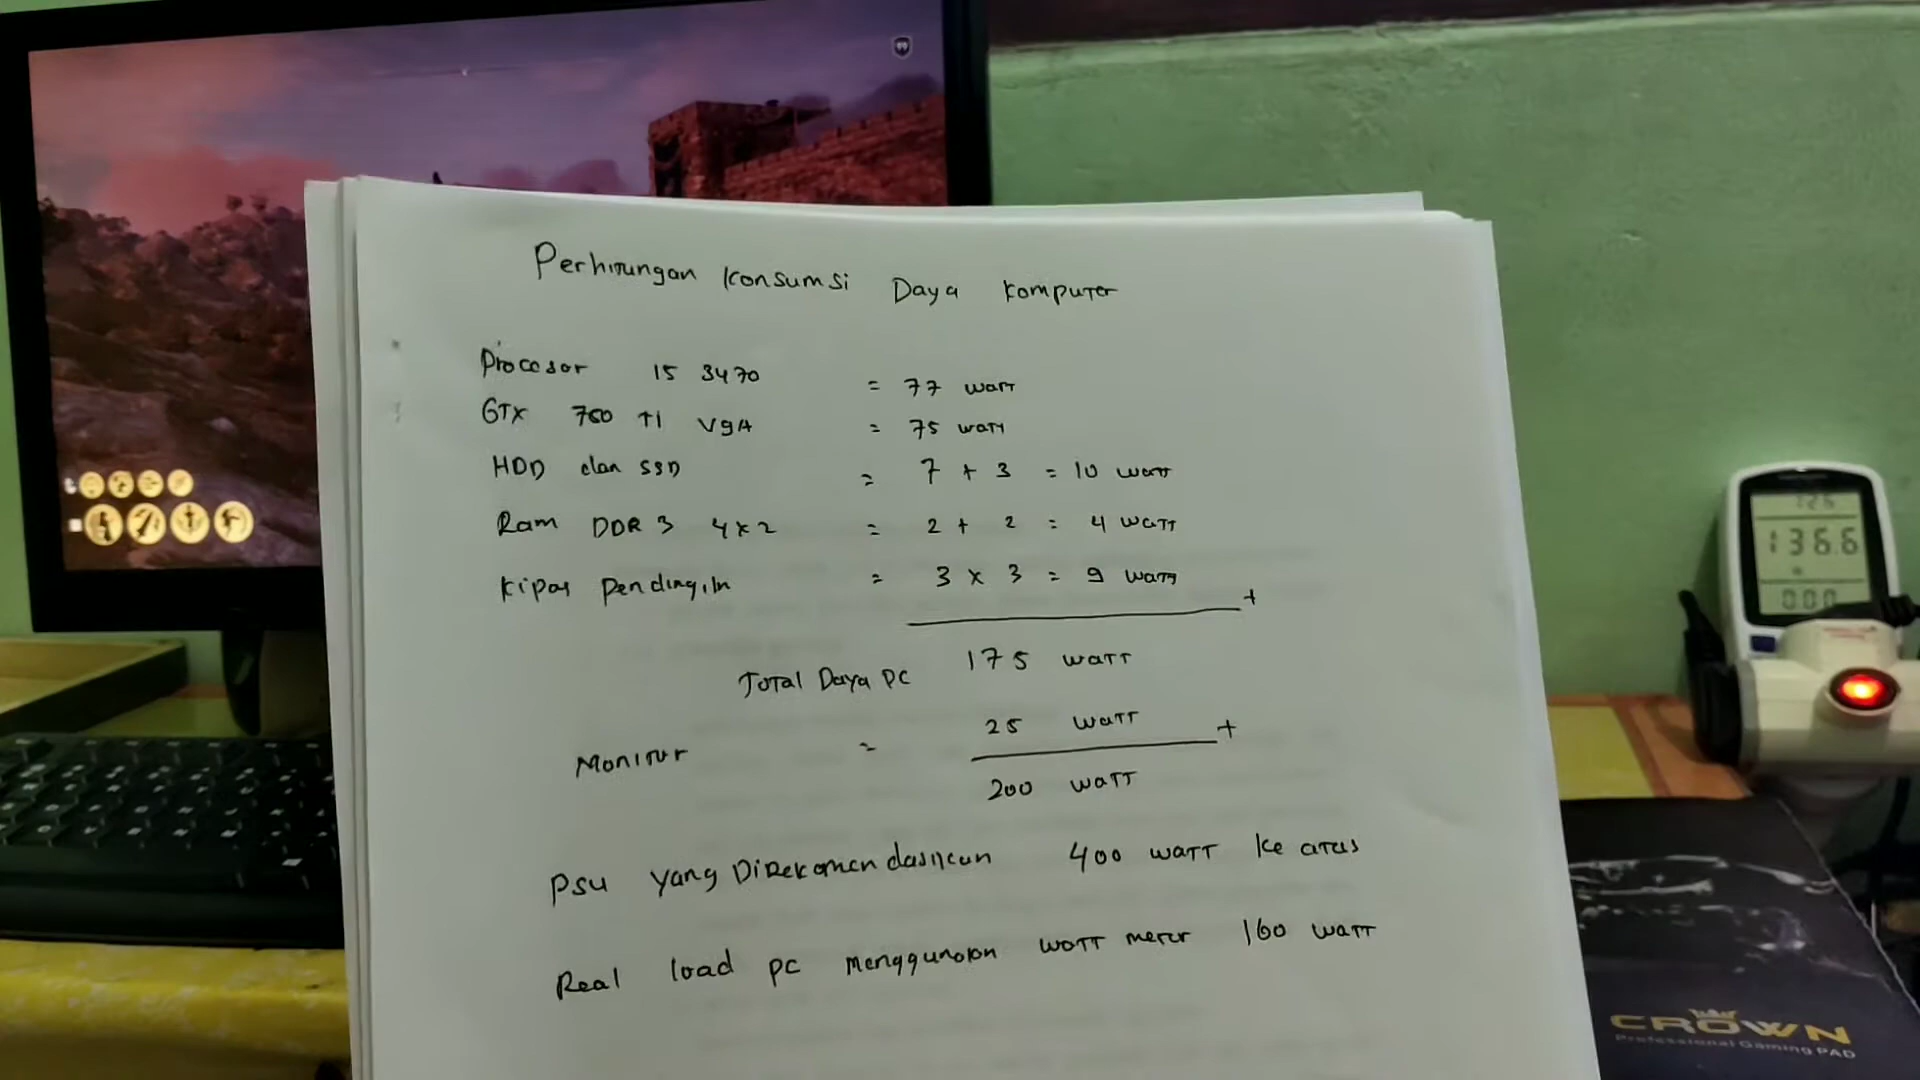 Perhitungan Konsumsi Daya Komputer
Procesor i5 3470 = 77 watt
GTX 750 TI VGA = 75 watt
HDD dan SSD = 7 + 3 = 10 watt
Ram DDR 3 4x2 = 2 + 2 = 4 watt
Kipas Pendingin = 3 x 3 = 9 watt
+
Total Daya PC 175 watt
Monitor = 25 watt +
200 watt
PSU yang Direkomendasikan 400 watt ke atas
Real load pc menggunakan watt meter 160 watt
136.6
000
CROWN
Professional Gaming PAD